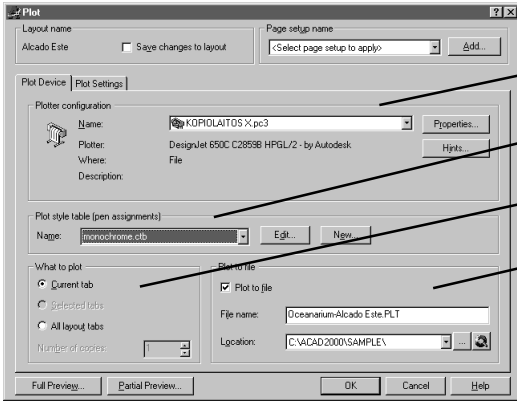 Plot
Layout name
Alcado Este
Save changes to layout
Page setup name
<Select page setup to apply>
Add...
Plot Device
Plot Settings
Plotter configuration
Name:
KOPIOLAITOS X.pc3
Properties...
Plotter:
DesignJet 650C C2859B HPGL/2 - by Autodesk
Hints...
Where:
File
Description:
Plot style table (pen assignments)
Name:
monochrome.ctb
Edit...
New...
What to plot
Current tab
Selected tabs
All layout tabs
Number of copies:
1
Plot to file
Plot to file
File name:
Oceanarium-Alcado Este.PLT
Location:
C:\ACAD2000\SAMPLE\
...
Full Preview...
Partial Preview...
OK
Cancel
Help